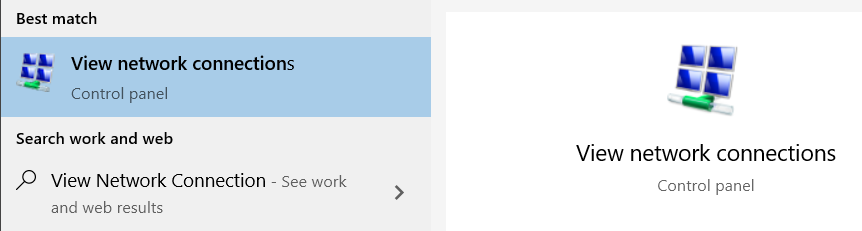 Best match
View network connections
Control panel
Search work and web
View Network Connection - See work
and web results
View network connections
Control panel